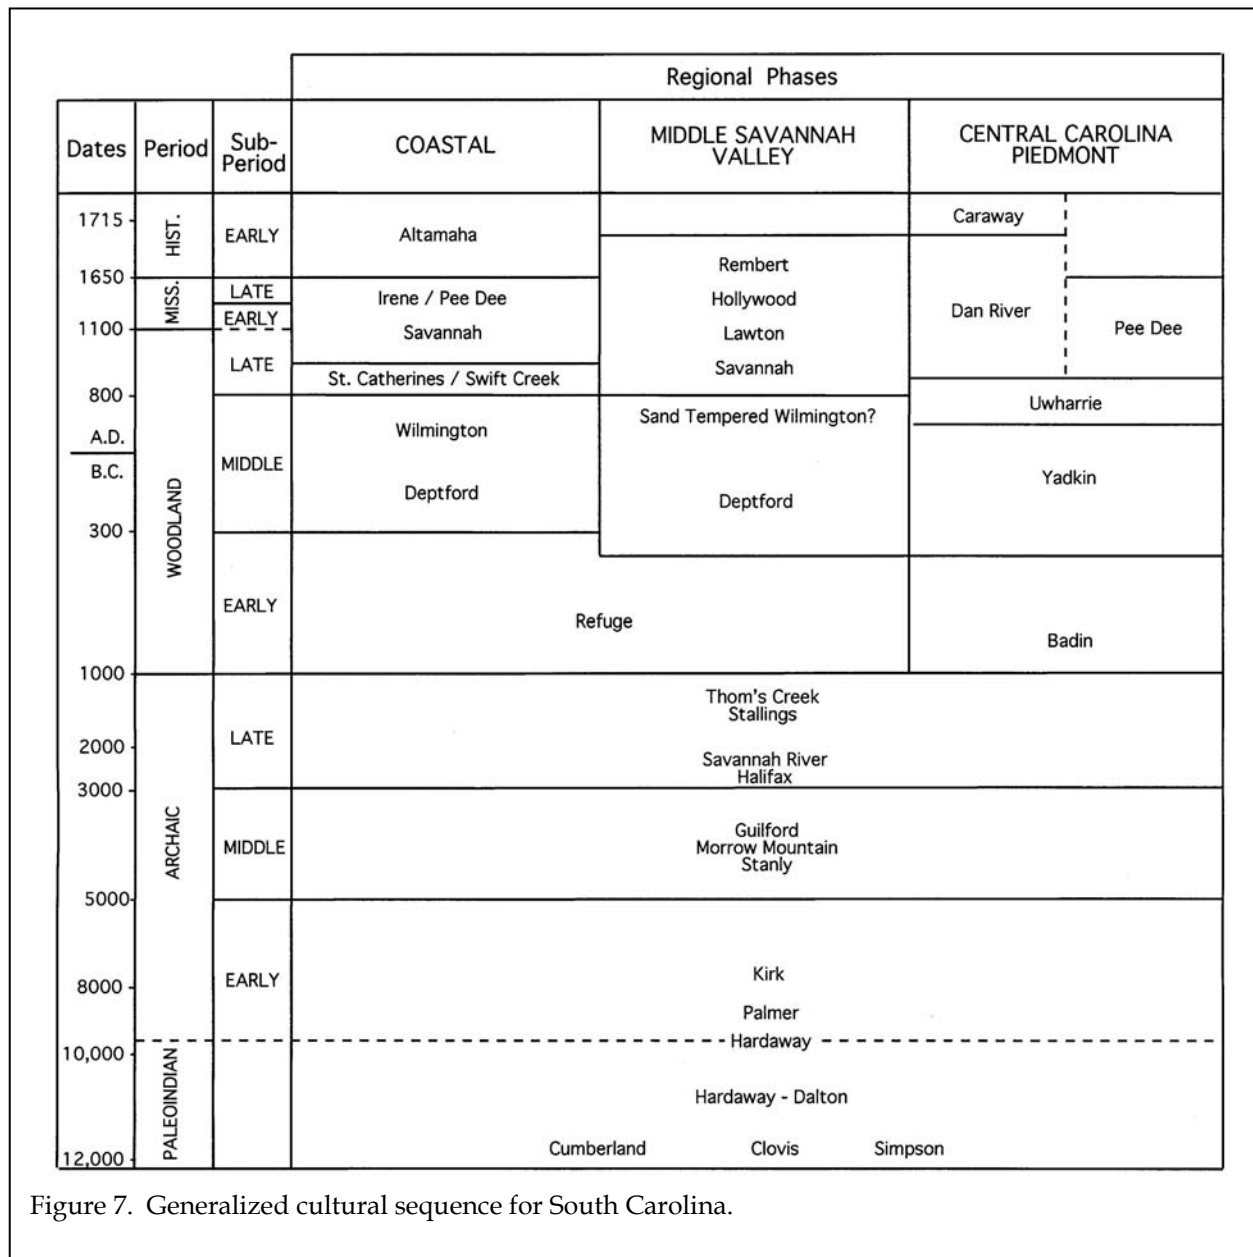 Regional Phases
Dates
Period
Sub-
Period
COASTAL
MIDDLE SAVANNAH
VALLEY
CENTRAL CAROLINA
PIEDMONT
1715
HIST.
EARLY
Altamaha
Caraway
1650
MISS.
LATE
EARLY
Irene / Pee Dee
Savannah
Rembert
Hollywood
Lawton
Savannah
Dan River
Pee Dee
1100
WOODLAND
LATE
St. Catherines / Swift Creek
800
A.D.
B.C.
MIDDLE
Wilmington
Deptford
Sand Tempered Wilmington?
Deptford
Uwharrie
Yadkin
300
EARLY
Refuge
Badin
1000
ARCHAIC
LATE
Thom's Creek
Stallings
2000
Savannah River
Halifax
3000
MIDDLE
Guilford
Morrow Mountain
Stanly
5000
EARLY
Kirk
8000
Palmer
Hardaway
10,000
PALEOINDIAN
Hardaway - Dalton
Cumberland Clovis Simpson
12,000
Figure 7. Generalized cultural sequence for South Carolina.